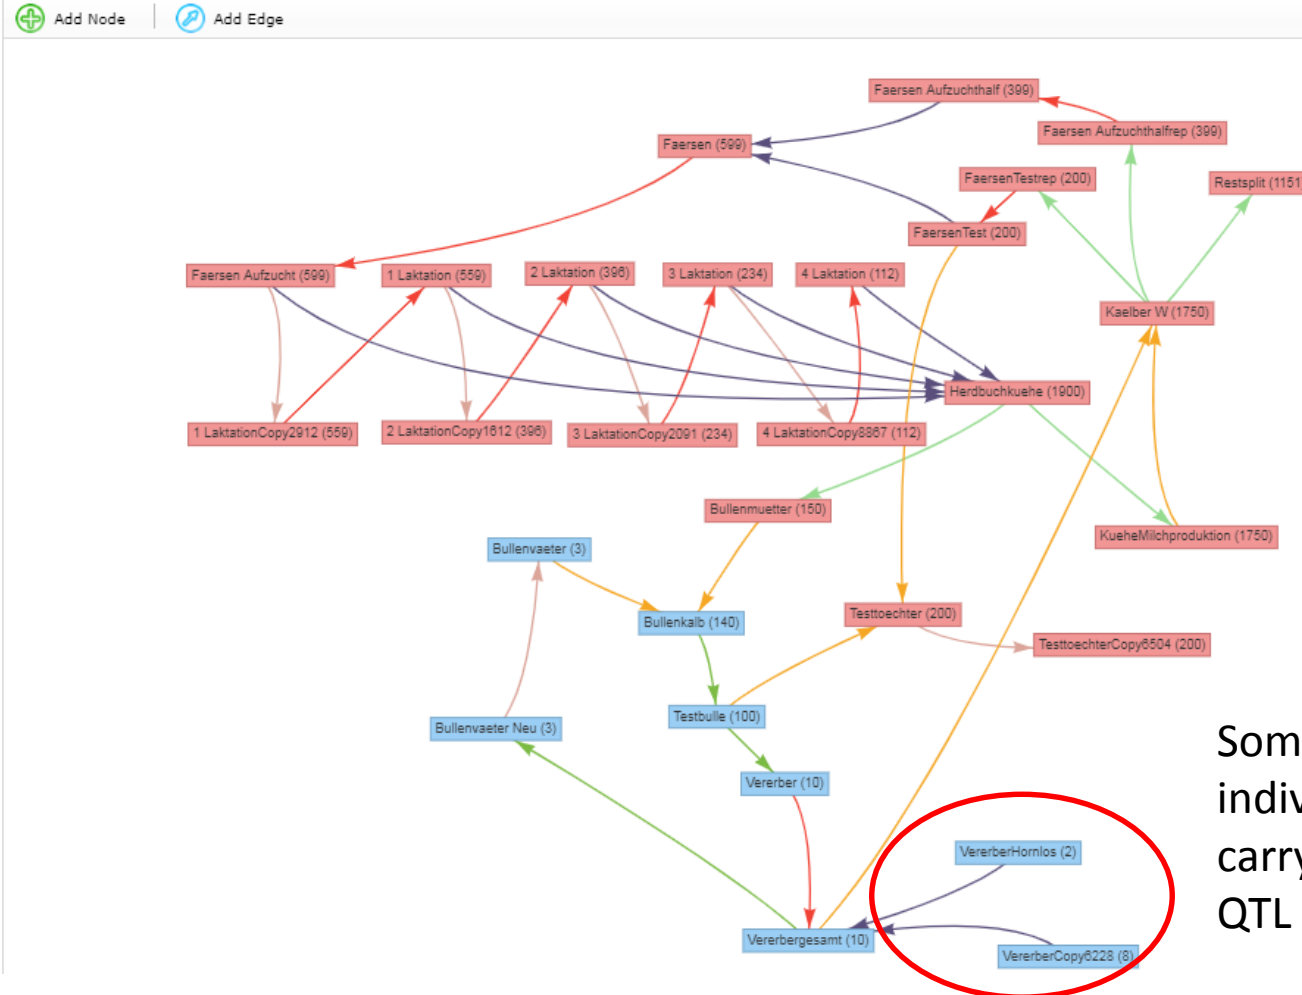 Add Node
Add Edge
Faersen Aufzuchthalf (399)
Faersen Aufzuchthalfrep (399)
Faersen (599)
FaersenTestrep (200)
Restsplit (1151
FaersenTest (200)
Faersen Aufzucht (599)
1 Laktation (559)
2 Laktation (396)
3 Laktation (234)
4 Laktation (112)
Kaelber W (1750)
Herdbuchkuehe (1900)
1 LaktationCopy2912 (559)
2 LaktationCopy1612 (396)
3 LaktationCopy2091 (234)
4 LaktationCopy8867 (112)
Bullenmuetter (150)
KueheMilchproduktion (1750)
Bullenvaeter (3)
Bullenkalb (140)
Testtoechter (200)
TesttoechterCopy6504 (200)
Bullenvaeter Neu (3)
Testbulle (100)
Vererber (10)
Som
indiv
carry
QTL
VererberHornlos (2)
Vererbergesamt (10)
VererberCopy6228 (8)